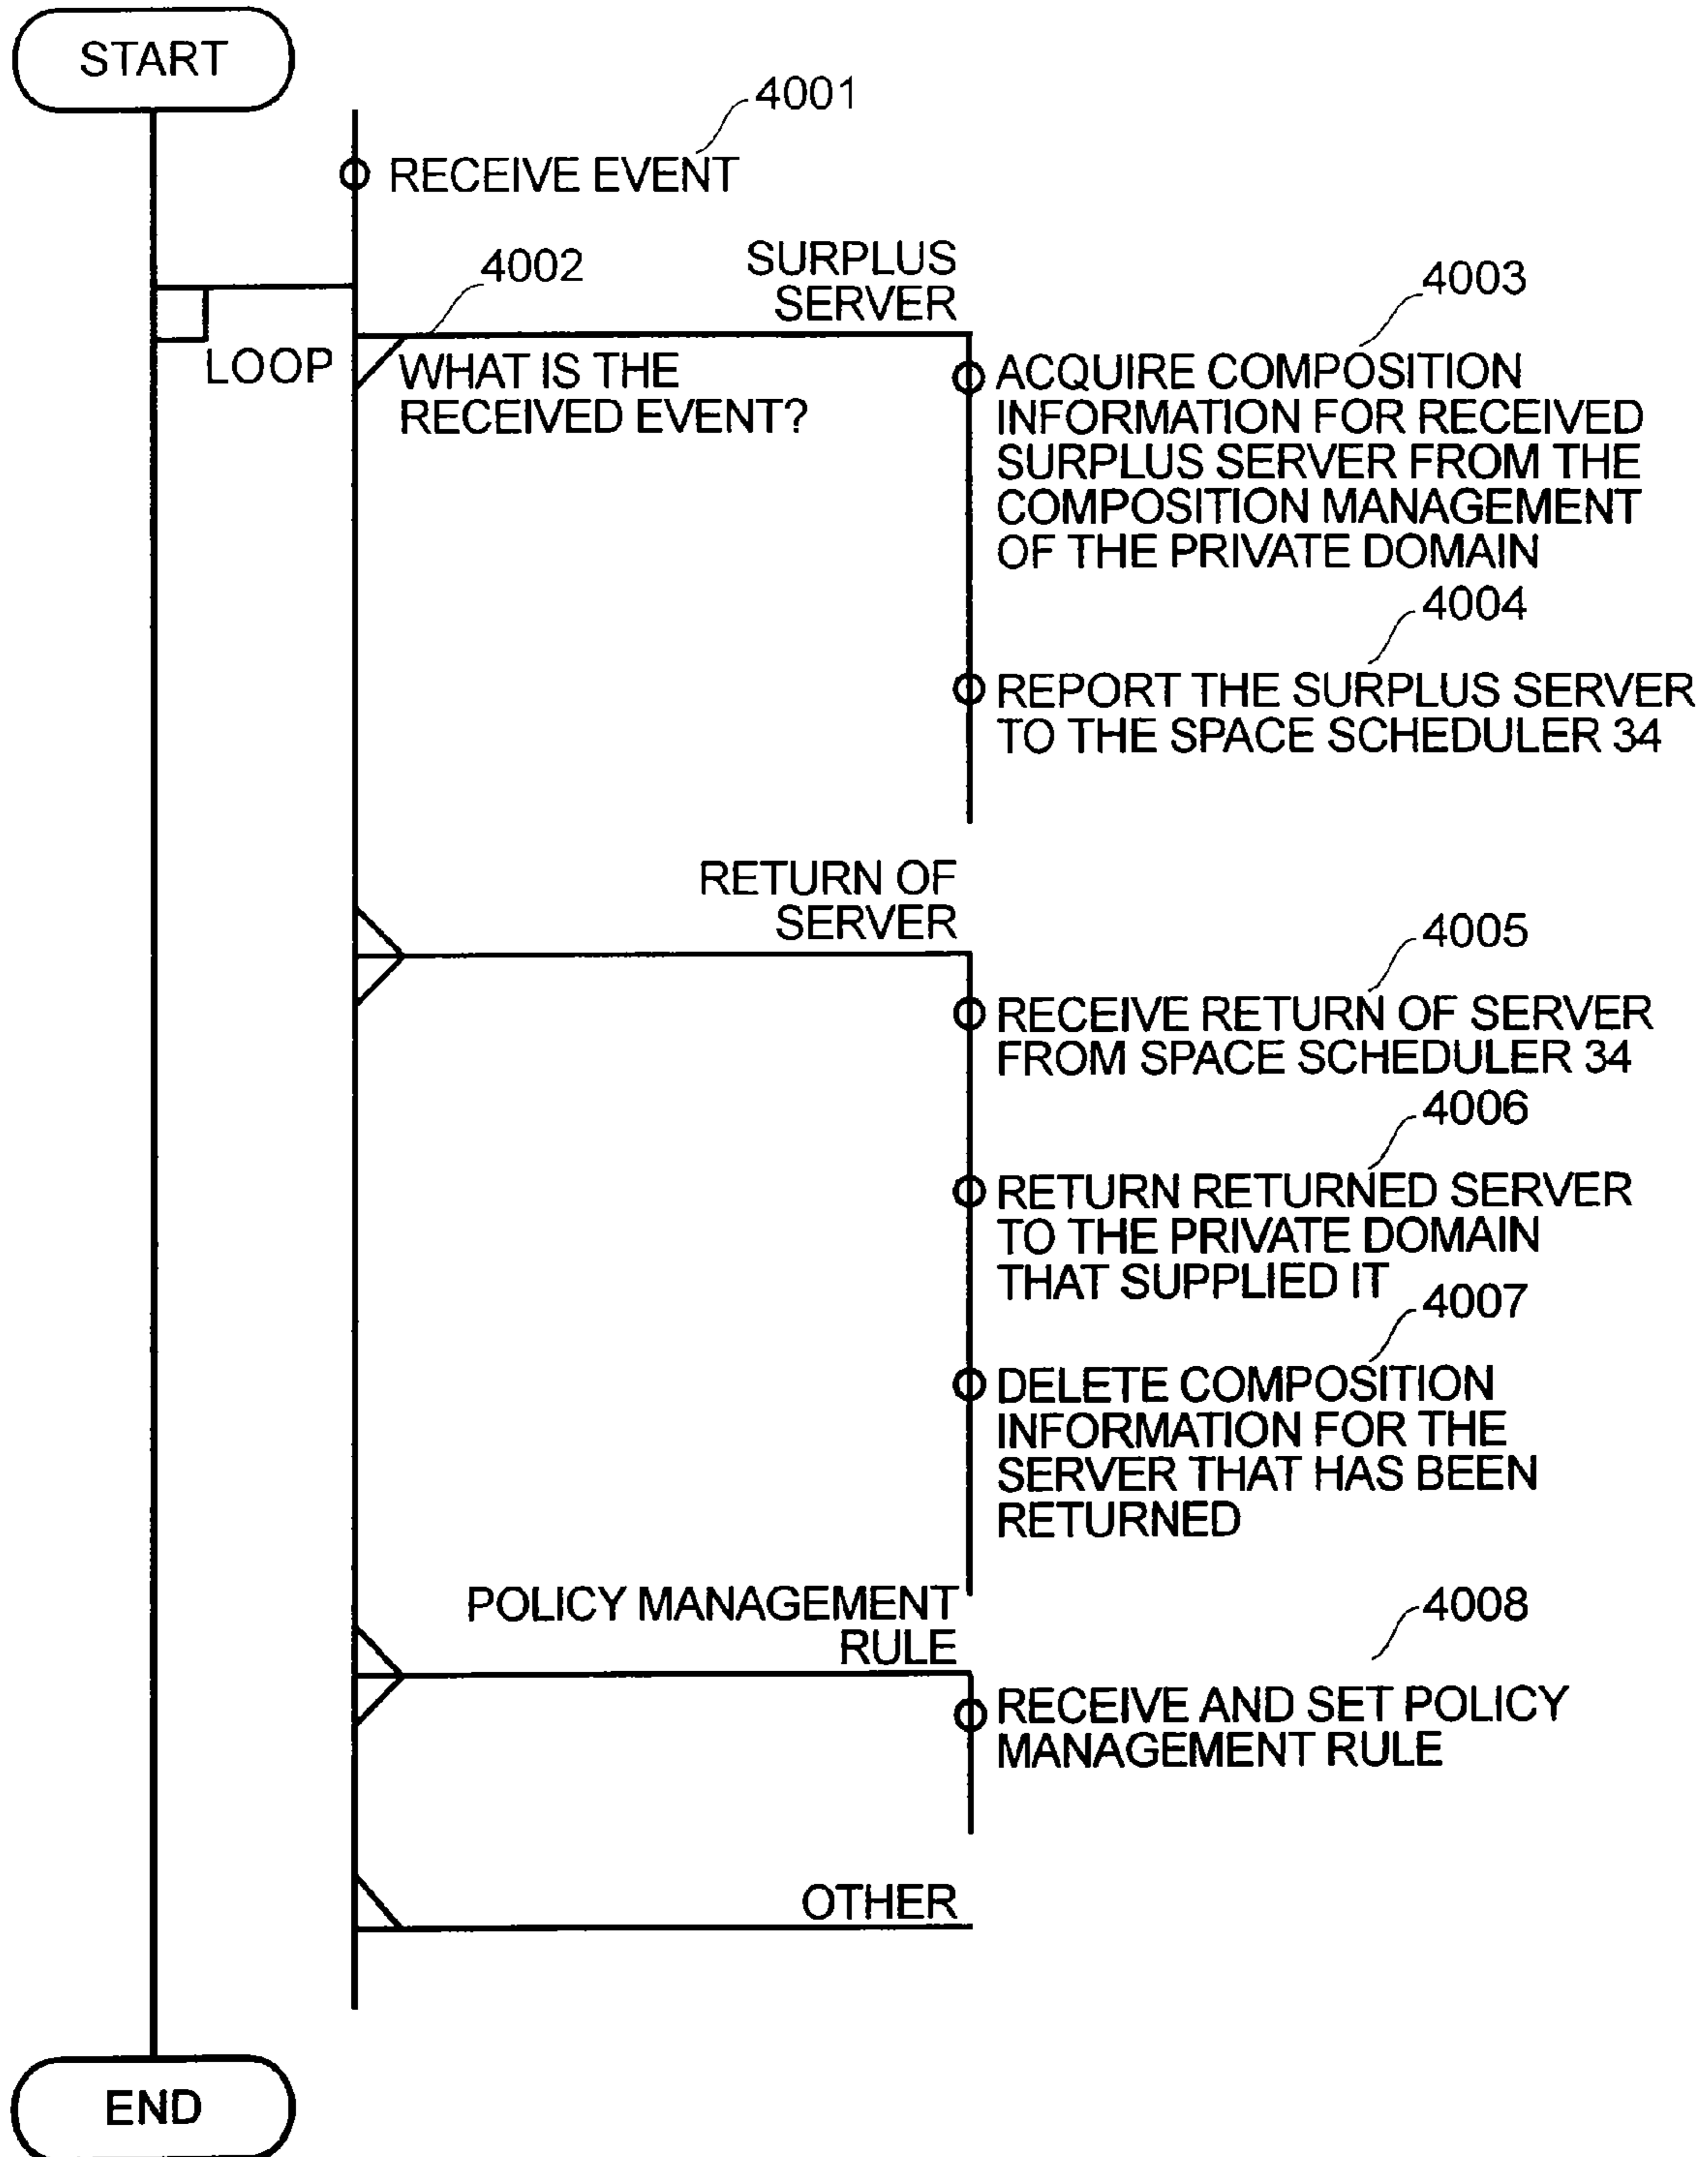 START
4001
RECEIVE EVENT
LOOP
4002
WHAT IS THE
RECEIVED EVENT?
SURPLUS
SERVER
4003
ACQUIRE COMPOSITION
INFORMATION FOR RECEIVED
SURPLUS SERVER FROM THE
COMPOSITION MANAGEMENT
OF THE PRIVATE DOMAIN
4004
REPORT THE SURPLUS SERVER
TO THE SPACE SCHEDULER 34
RETURN OF
SERVER
4005
RECEIVE RETURN OF SERVER
FROM SPACE SCHEDULER 34
4006
RETURN RETURNED SERVER
TO THE PRIVATE DOMAIN
THAT SUPPLIED IT
4007
DELETE COMPOSITION
INFORMATION FOR THE
SERVER THAT HAS BEEN
RETURNED
POLICY MANAGEMENT
RULE
4008
RECEIVE AND SET POLICY
MANAGEMENT RULE
OTHER
END